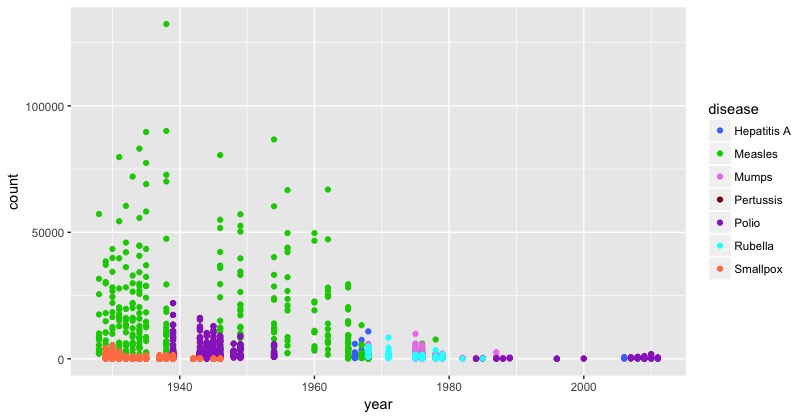 100000
50000
0
count
1940 1960 1980 2000
year
disease
Hepatitis A
Measles
Mumps
Pertussis
Polio
Rubella
Smallpox